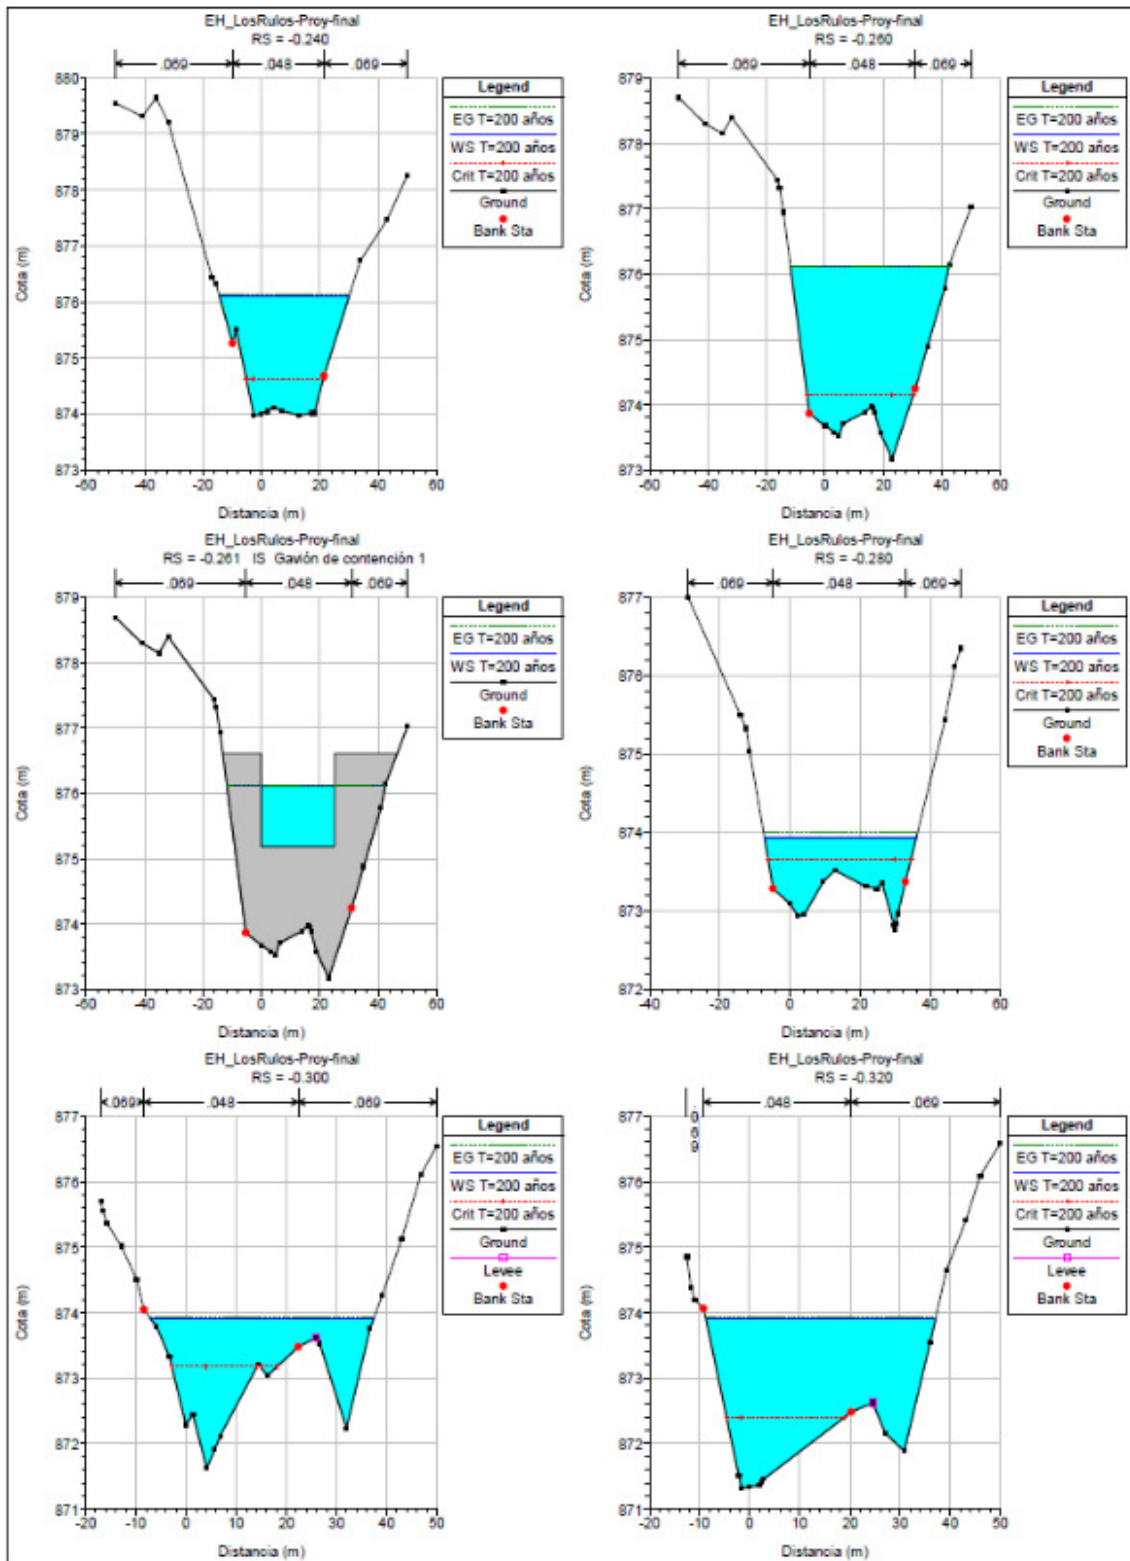 EH_LosRulos-Proy-final
RS = -0.240
.069
.048
.069
880
879
878
877
876
875
874
873
-60
-40
-20
0
20
40
60
Cota (m)
Distancia (m)
Legend
EG T=200 años
WS T=200 años
Crit T=200 años
Ground
Bank Sta
EH_LosRulos-Proy-final
RS = -0.260
.069
.048
.069
879
878
877
876
875
874
873
-60
-40
-20
0
20
40
60
Cota (m)
Distancia (m)
Legend
EG T=200 años
WS T=200 años
Crit T=200 años
Ground
Bank Sta
EH_LosRulos-Proy-final
RS = -0.261 IS Gavión de contención 1
.069
.048
.069
879
878
877
876
875
874
873
-60
-40
-20
0
20
40
60
Cota (m)
Distancia (m)
Legend
EG T=200 años
WS T=200 años
Ground
Bank Sta
EH_LosRulos-Proy-final
RS = -0.280
.069
.048
.069
877
876
875
874
873
872
-40
-20
0
20
40
60
Cota (m)
Distancia (m)
Legend
EG T=200 años
WS T=200 años
Crit T=200 años
Ground
Bank Sta
EH_LosRulos-Proy-final
RS = -0.300
.069
.048
.069
877
876
875
874
873
872
871
-20
-10
0
10
20
30
40
50
Cota (m)
Distancia (m)
Legend
EG T=200 años
WS T=200 años
Crit T=200 años
Ground
Levee
Bank Sta
EH_LosRulos-Proy-final
RS = -0.320
.069
.048
.069
877
876
875
874
873
872
871
-20
-10
0
10
20
30
40
50
Cota (m)
Distancia (m)
Legend
EG T=200 años
WS T=200 años
Crit T=200 años
Ground
Levee
Bank Sta